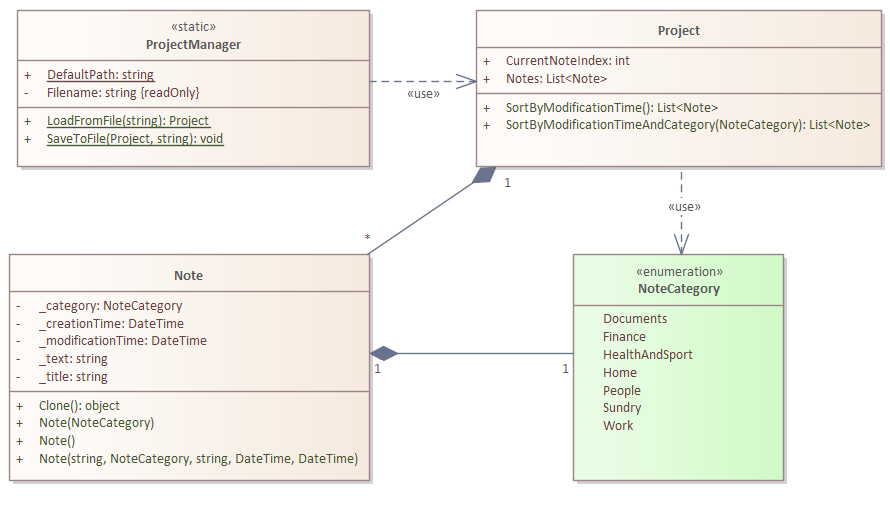 «static»
ProjectManager
+ DefaultPath: string
- Filename: string {readOnly}
+ LoadFromFile(string): Project
+ SaveToFile(Project, string): void
«use»
Project
+ CurrentNoteIndex: int
+ Notes: List<Note>
+ SortByModificationTime(): List<Note>
+ SortByModificationTimeAndCategory(NoteCategory): List<Note>
1
*
«use»
Note
- _category: NoteCategory
- _creationTime: DateTime
- _modificationTime: DateTime
- _text: string
- _title: string
+ Clone(): object
+ Note(NoteCategory)
+ Note()
+ Note(string, NoteCategory, string, DateTime, DateTime)
1
1
«enumeration»
NoteCategory
Documents
Finance
HealthAndSport
Home
People
Sundry
Work